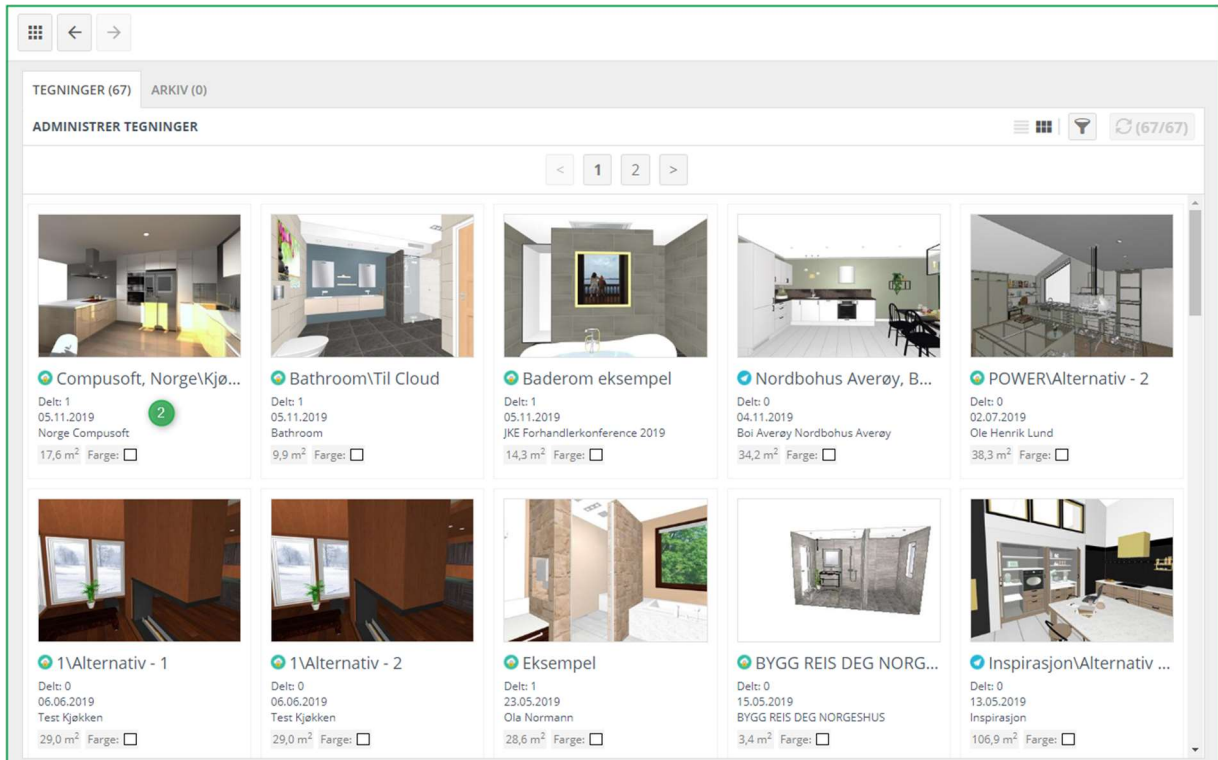 TEGNINGER (67) ARKIV (0)
ADMINISTRER TEGNINGER (67/67)
< 1 2 >
Compusoft, Norge\Kjø...
Delt: 1
05.11.2019
2
Norge Compusoft
17,6 m² Farge:
Bathroom\Til Cloud
Delt: 1
05.11.2019
Bathroom
9,9 m² Farge:
Baderom eksempel
Delt: 1
05.11.2019
JKE Forhandlerkonference 2019
14,3 m² Farge:
Nordbohus Averøy, B...
Delt: 0
04.11.2019
Boi Averøy Nordbohus Averøy
34,2 m² Farge:
POWER\Alternativ - 2
Delt: 0
02.07.2019
Ole Henrik Lund
38,3 m² Farge:
1\Alternativ - 1
Delt: 0
06.06.2019
Test Kjøkken
29,0 m² Farge:
1\Alternativ - 2
Delt: 0
06.06.2019
Test Kjøkken
29,0 m² Farge:
Eksempel
Delt: 1
23.05.2019
Ola Normann
28,6 m² Farge:
BYGG REIS DEG NORG...
Delt: 0
15.05.2019
BYGG REIS DEG NORGESHUS
3,4 m² Farge:
Inspirasjon\Alternativ ...
Delt: 0
13.05.2019
Inspirasjon
106,9 m² Farge: